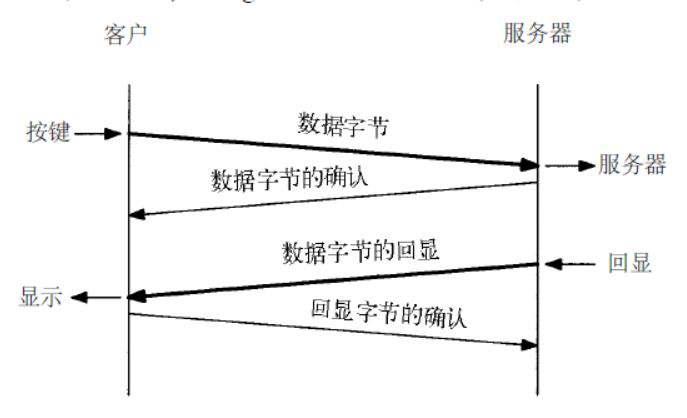 客户
服务器
按键
数据字节
服务器
数据字节的确认
数据字节的回显
回显
显示
回显字节的确认